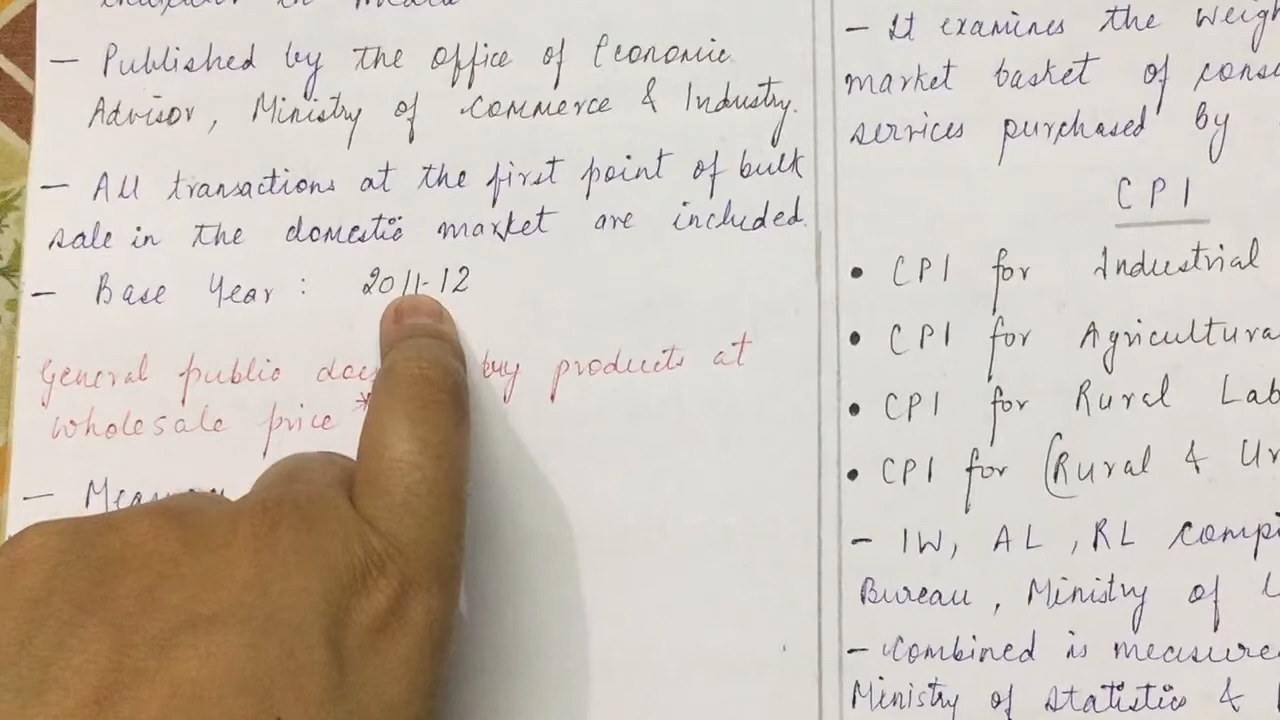 - Published by the office of Economic
Advisor, Ministry of Commerce & Industry.
- All transactions at the first point of bulk
sale in the domestic market are included.
- Base Year : 2011-12
General public does buy products at
wholesale price *
-
- It examines the
market basket of
services purchased by
CPI
• CPI for Industrial
• CPI for
• CPI for Rural
• CPI for (Rural &
- IW, AL, RL
Bureau, Ministry of
- Combined is
Ministry of Statistics &